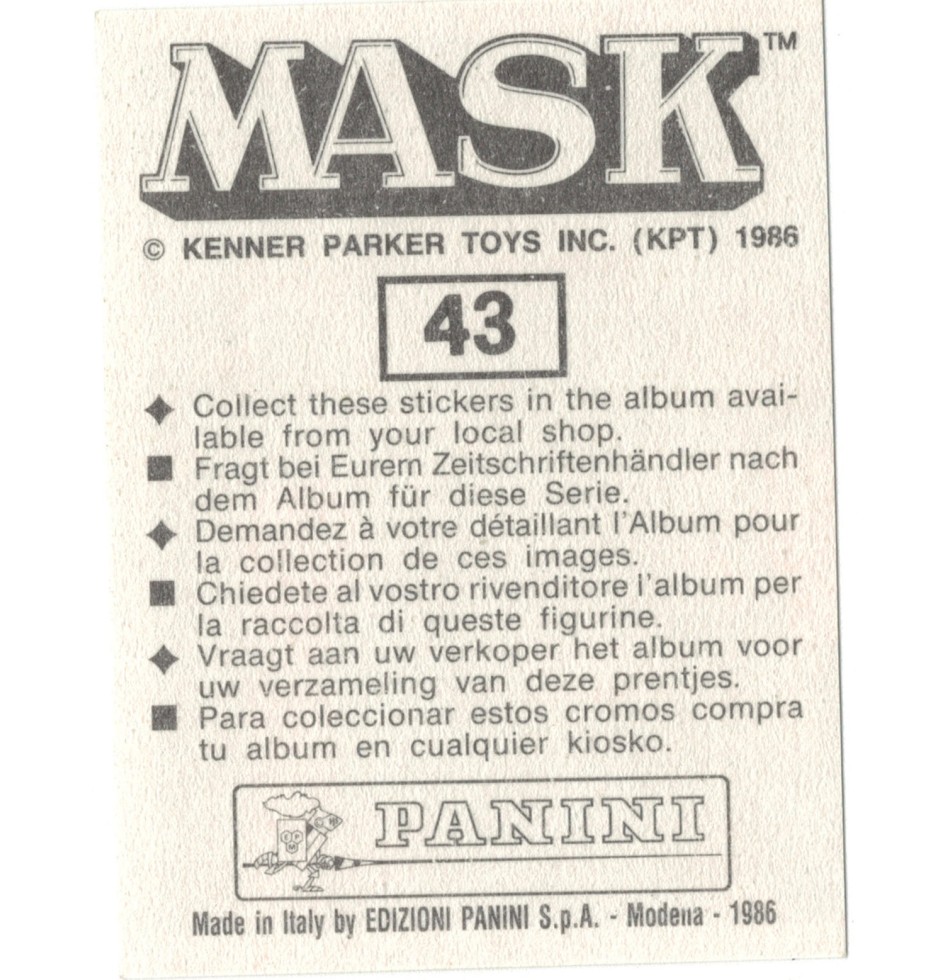 MASK™
© KENNER PARKER TOYS INC. (KPT) 1986
43
◆ Collect these stickers in the album avai-
lable from your local shop.
■ Fragt bei Eurem Zeitschriftenhändler nach
dem Album für diese Serie.
◆ Demandez à votre détaillant l'Album pour
la collection de ces images.
■ Chiedete al vostro rivenditore l'album per
la raccolta di queste figurine.
◆ Vraagt aan uw verkoper het album voor
uw verzameling van deze prentjes.
■ Para coleccionar estos cromos compra
tu album en cualquier kiosko.
PANINI
Made in Italy by EDIZIONI PANINI S.p.A. - Modena - 1986